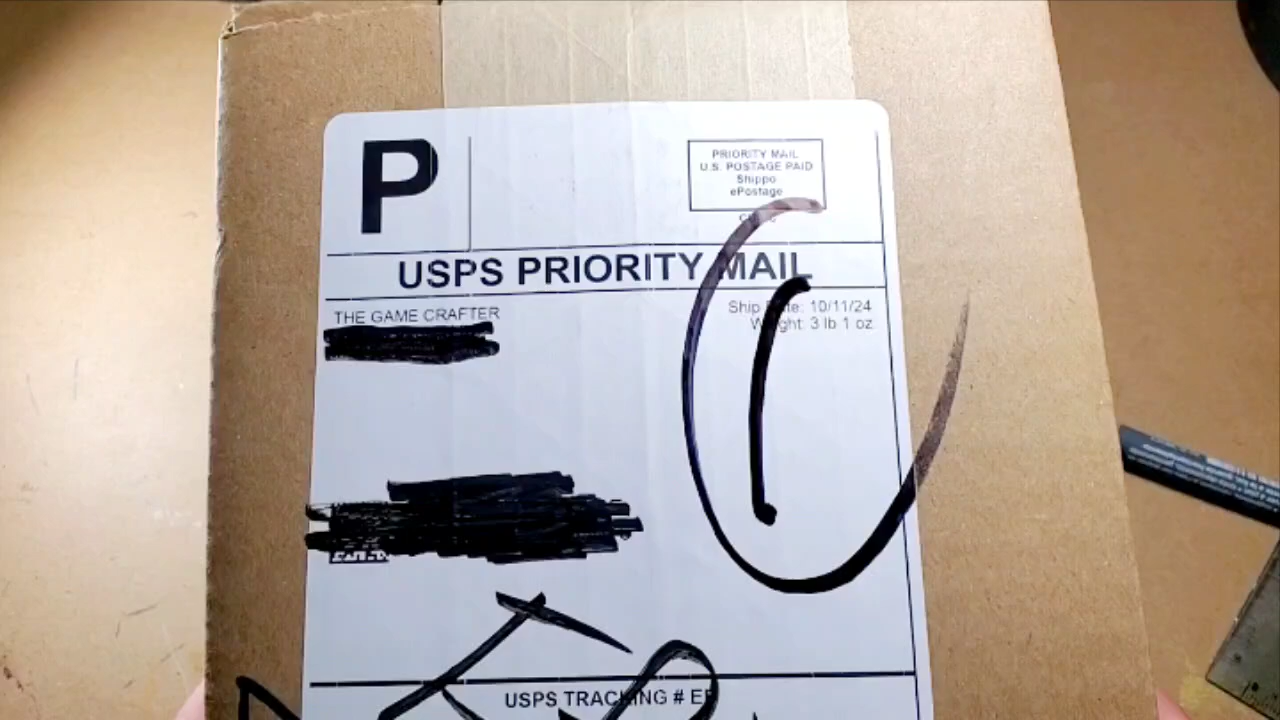 P
PRIORITY MAIL
U.S. POSTAGE PAID
Shippo
ePostage
USPS PRIORITY MAIL
Ship Date: 10/11/24
Weight: 3 lb 1 oz
THE GAME CRAFTER
USPS TRACKING #